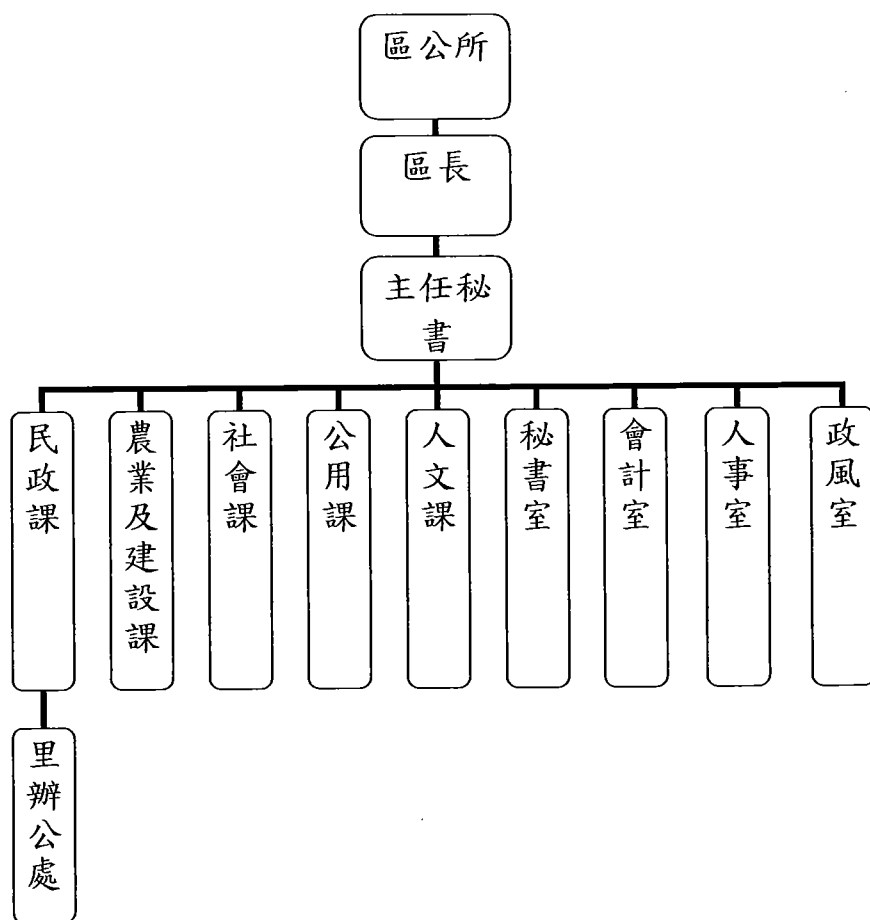 區公所
區長
主任秘
書
民政課
農業及建設課
社會課
公用課
人文課
秘書室
會計室
人事室
政風室
里辦公處